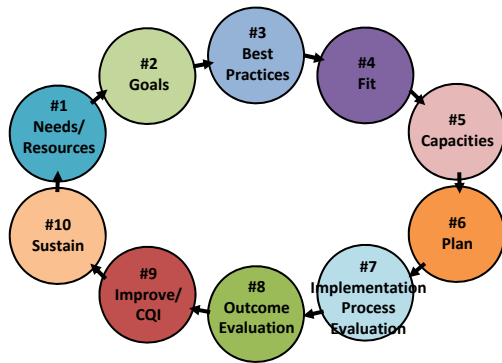 #1
Needs/
Resources
#2
Goals
#3
Best
Practices
#4
Fit
#5
Capacities
#6
Plan
#7
Implementation
Process
Evaluation
#8
Outcome
Evaluation
#9
Improve/
CQI
#10
Sustain